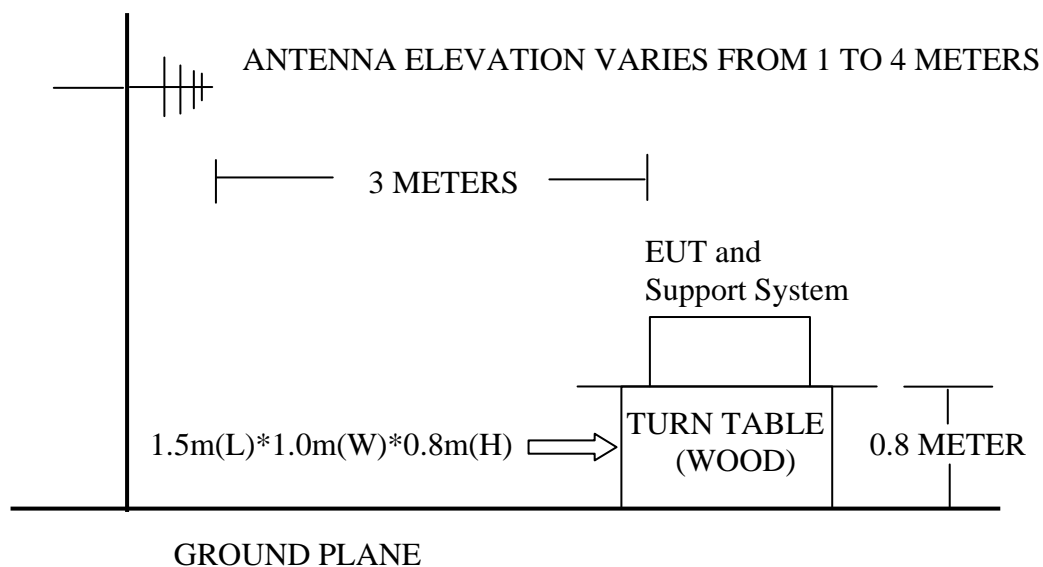 ANTENNA ELEVATION VARIES FROM 1 TO 4 METERS
3 METERS
EUT and
Support System
1.5m(L)*1.0m(W)*0.8m(H)
TURN TABLE
(WOOD)
0.8 METER
GROUND PLANE